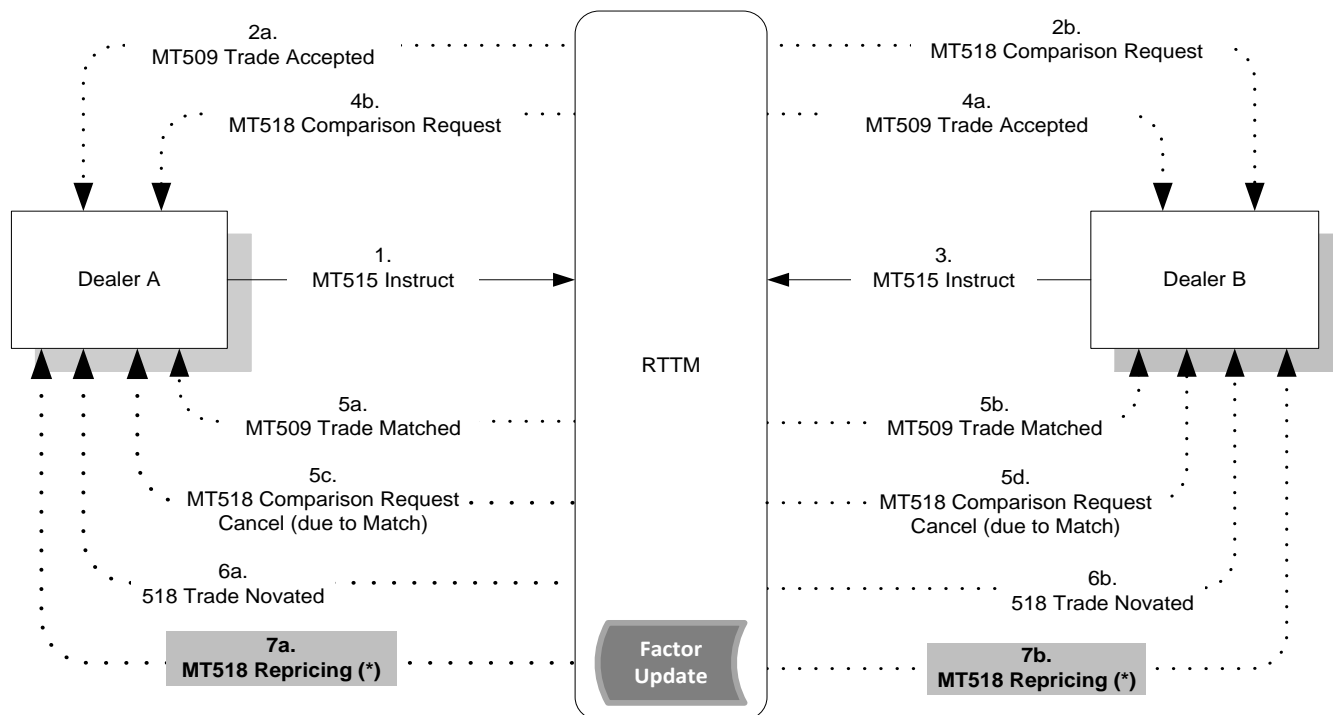 2a.
MT509 Trade Accepted
2b.
MT518 Comparison Request
4b.
MT518 Comparison Request
4a.
MT509 Trade Accepted
Dealer A
1.
MT515 Instruct
3.
MT515 Instruct
Dealer B
RTTM
5a.
MT509 Trade Matched
5b.
MT509 Trade Matched
5c.
MT518 Comparison Request
Cancel (due to Match)
5d.
MT518 Comparison Request
Cancel (due to Match)
6a.
518 Trade Novated
6b.
518 Trade Novated
7a.
MT518 Repricing (*)
Factor
Update
7b.
MT518 Repricing (*)